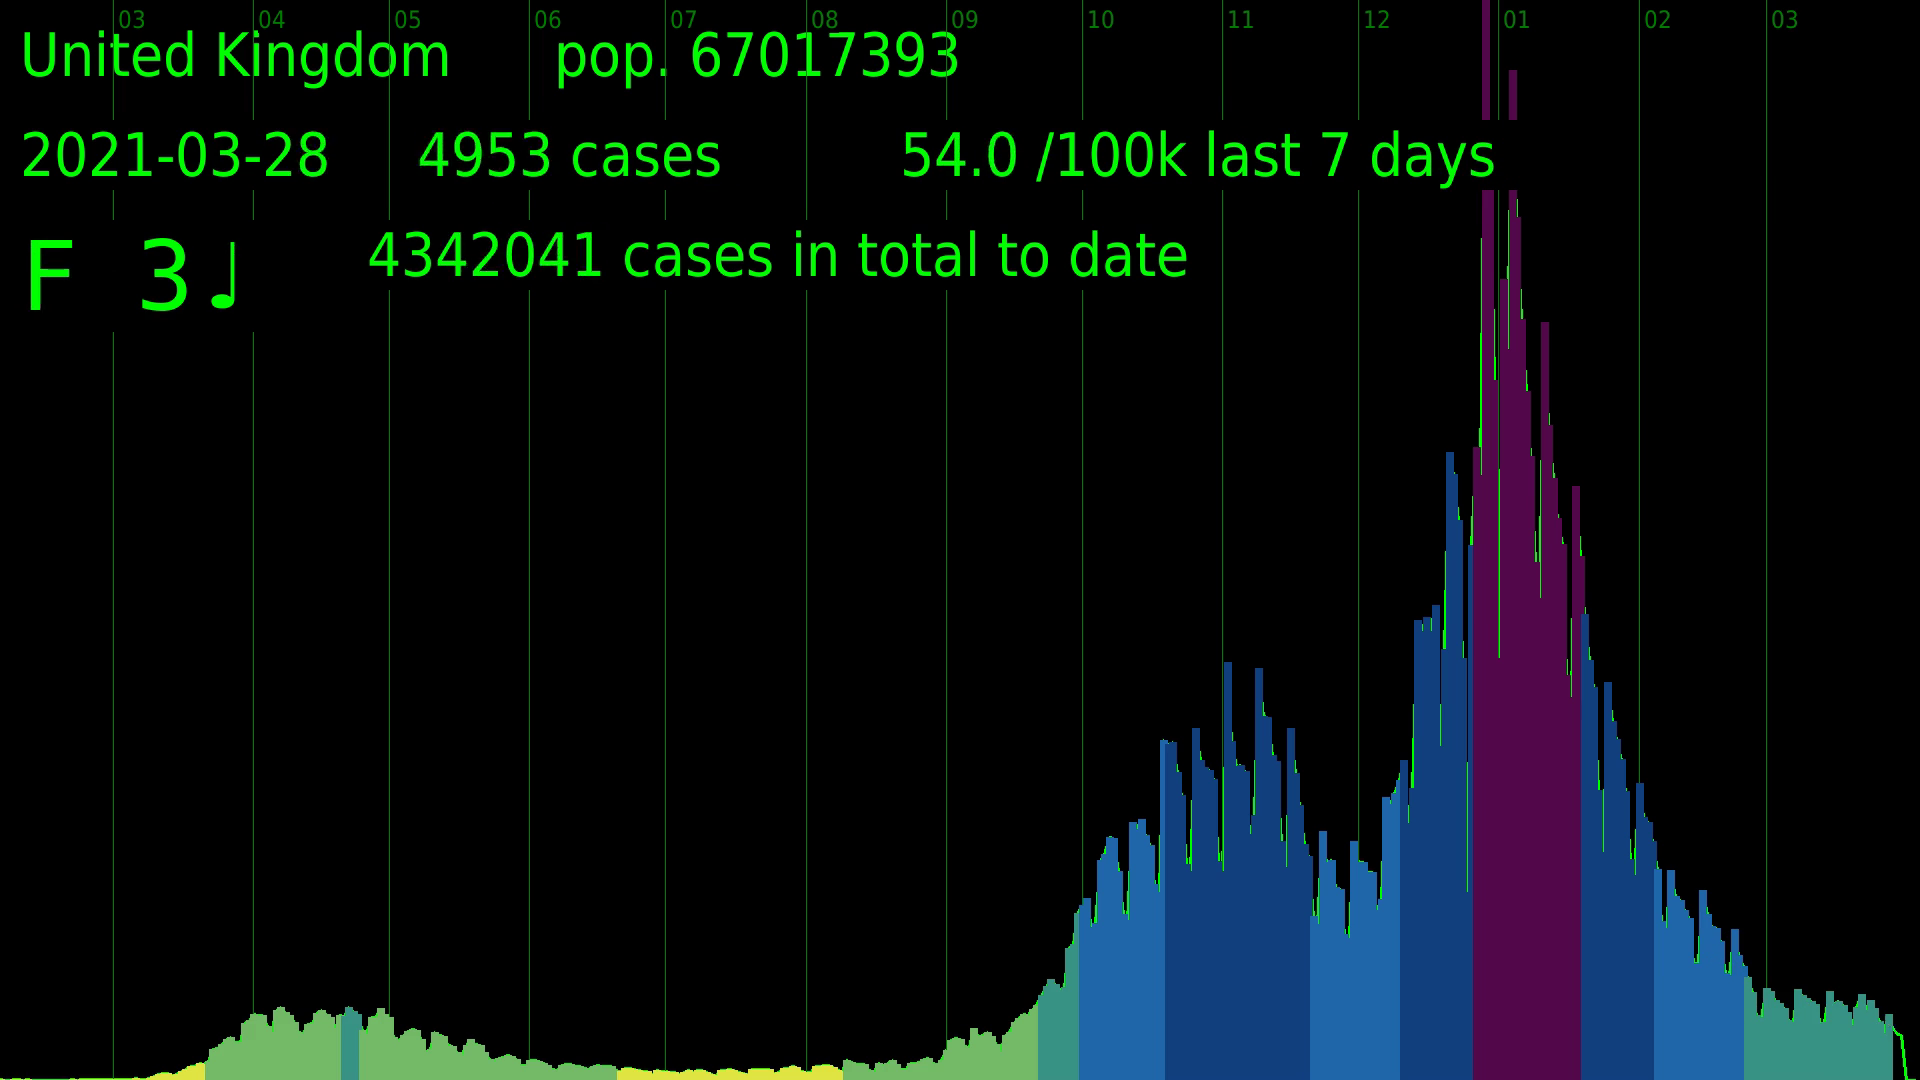 03 04 05 06 07 08 09 10 11 12 01 02 03
United Kingdom pop. 67017393
2021-03-28 4953 cases 54.0 /100k last 7 days
F 3♩ 4342041 cases in total to date